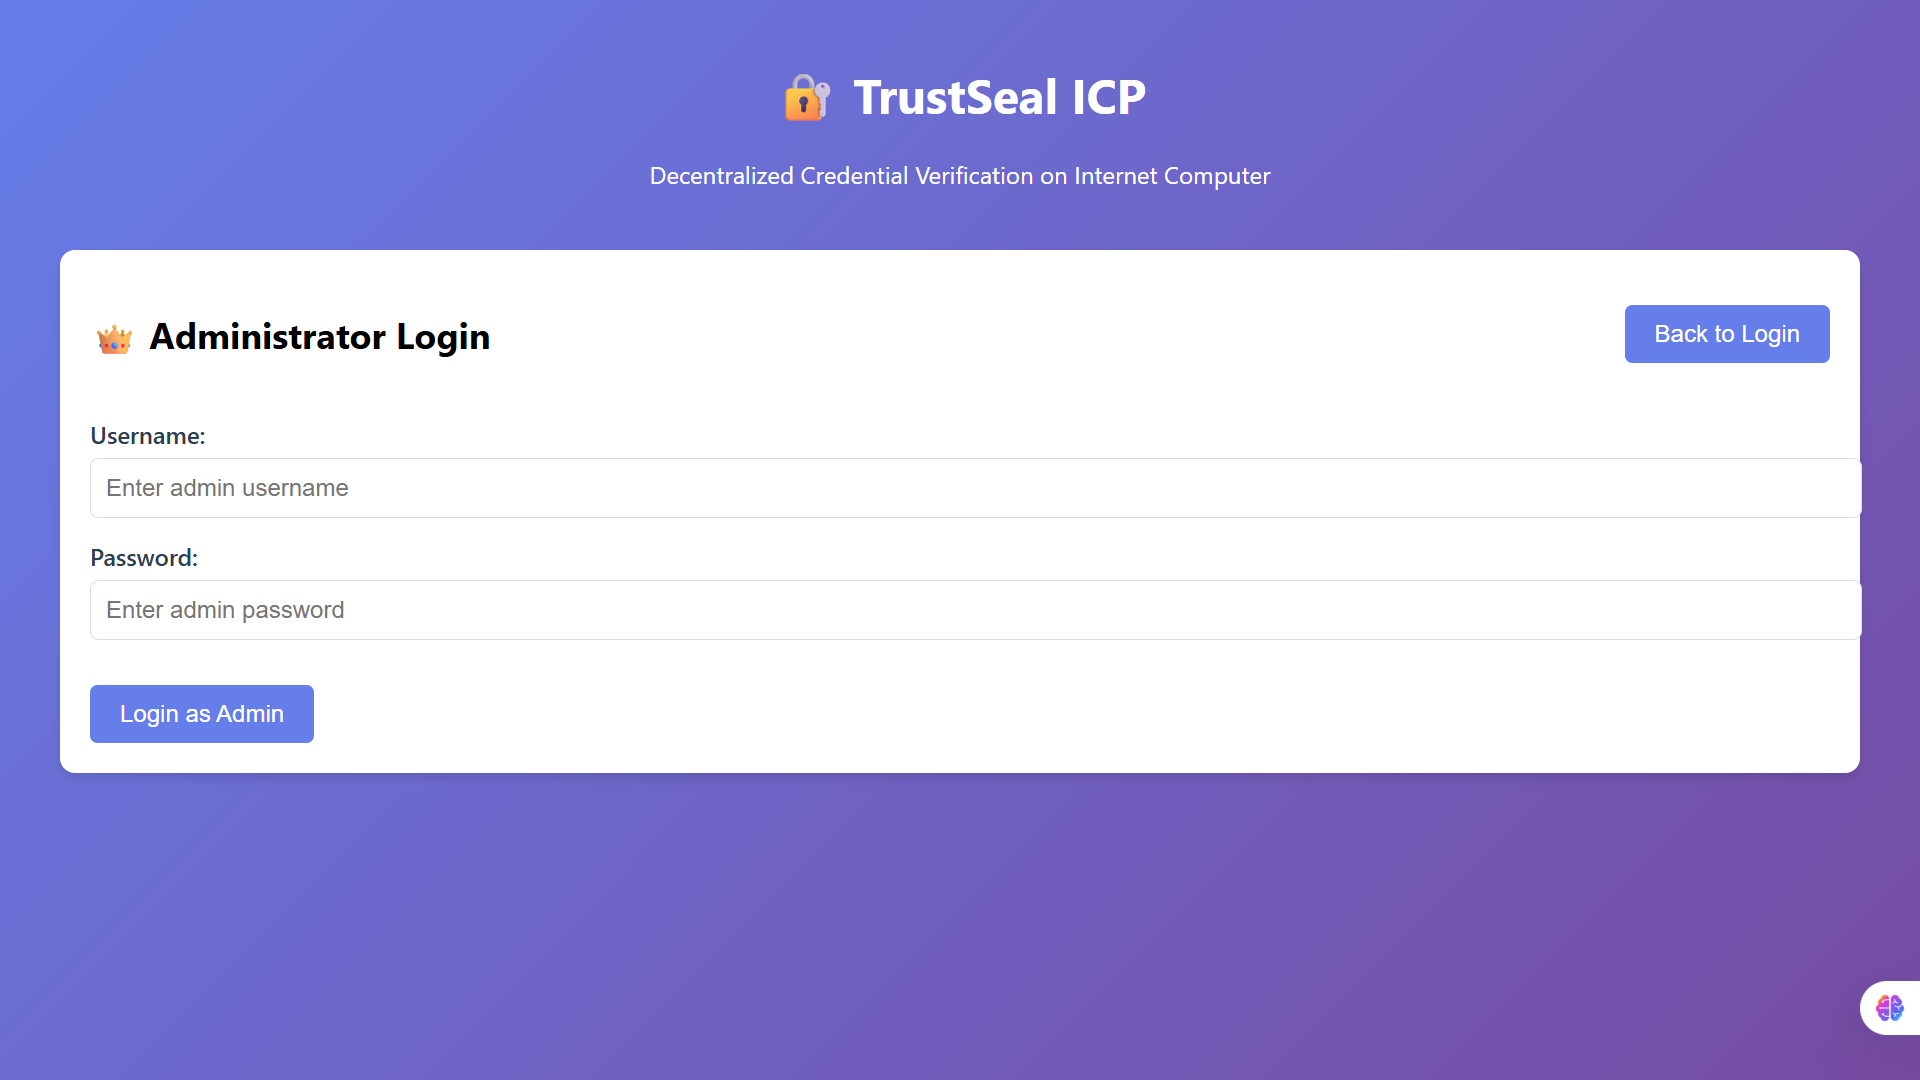 TrustSeal ICP
Decentralized Credential Verification on Internet Computer
Administrator Login
Back to Login
Username:
Enter admin username
Password:
Enter admin password
Login as Admin